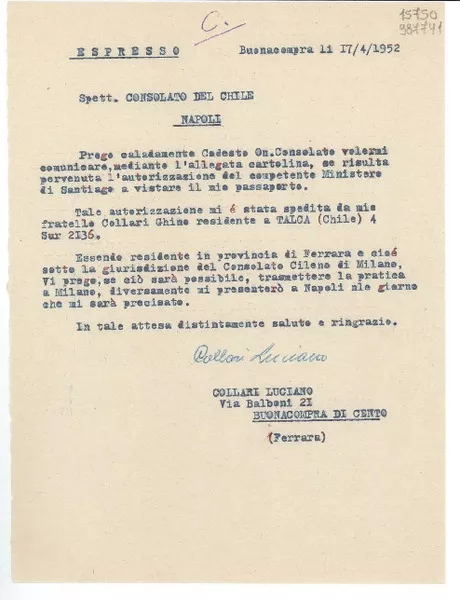 C.
15750
987741
ESPRESSO
Buonacompra li 17/4/1952
Spett. CONSOLATO DEL CHILE
NAPOLI
Prego caladamente Codesto On.Consolato volermi
comunicare,mediante l'allegata cartolina, se risulta
pervenuta l'autorizzazione del competente Ministero
di Santiago a vistare il mio passaporto.
Tale autorizzazione mi é stata spedita da mio
fratello Collari Ghino residente a TALCA (Chile) 4
Sur 2136.
Essendo residente in provincia di Ferrara e cioé
sotto la giurisdizione del Consolato Cileno di Milano,
Vi prego,se ciò sarà possibile, trasmettere la pratica
a Milano, diversamente mi presenterò a Napoli nle giorno
che mi sarà precisato.
In tale attesa distintamente saluto e ringrazio.
Collari Luciano
COLLARI LUCIANO
Via Balboni 21
BUONACOMPRA DI CENTO
(Ferrara)